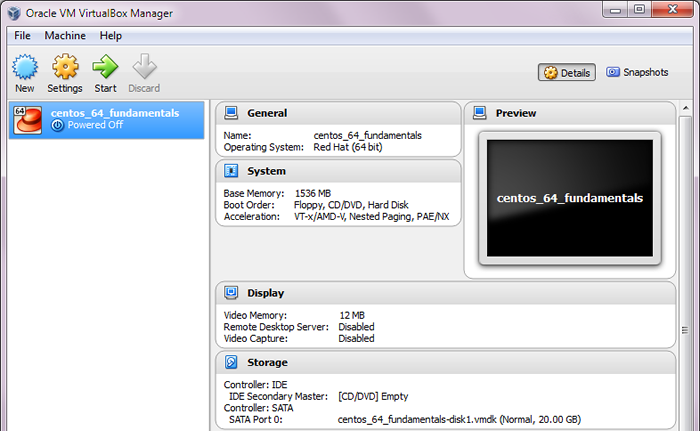 Oracle VM VirtualBox Manager
File Machine Help
New Settings Start Discard
Details Snapshots
64 centos_64_fundamentals
Powered Off
General
Name: centos_64_fundamentals
Operating System: Red Hat (64 bit)
System
Base Memory: 1536 MB
Boot Order: Floppy, CD/DVD, Hard Disk
Acceleration: VT-x/AMD-V, Nested Paging, PAE/NX
Preview
centos_64_fundamentals
Display
Video Memory: 12 MB
Remote Desktop Server: Disabled
Video Capture: Disabled
Storage
Controller: IDE
IDE Secondary Master: [CD/DVD] Empty
Controller: SATA
SATA Port 0: centos_64_fundamentals-disk1.vmdk (Normal, 20.00 GB)